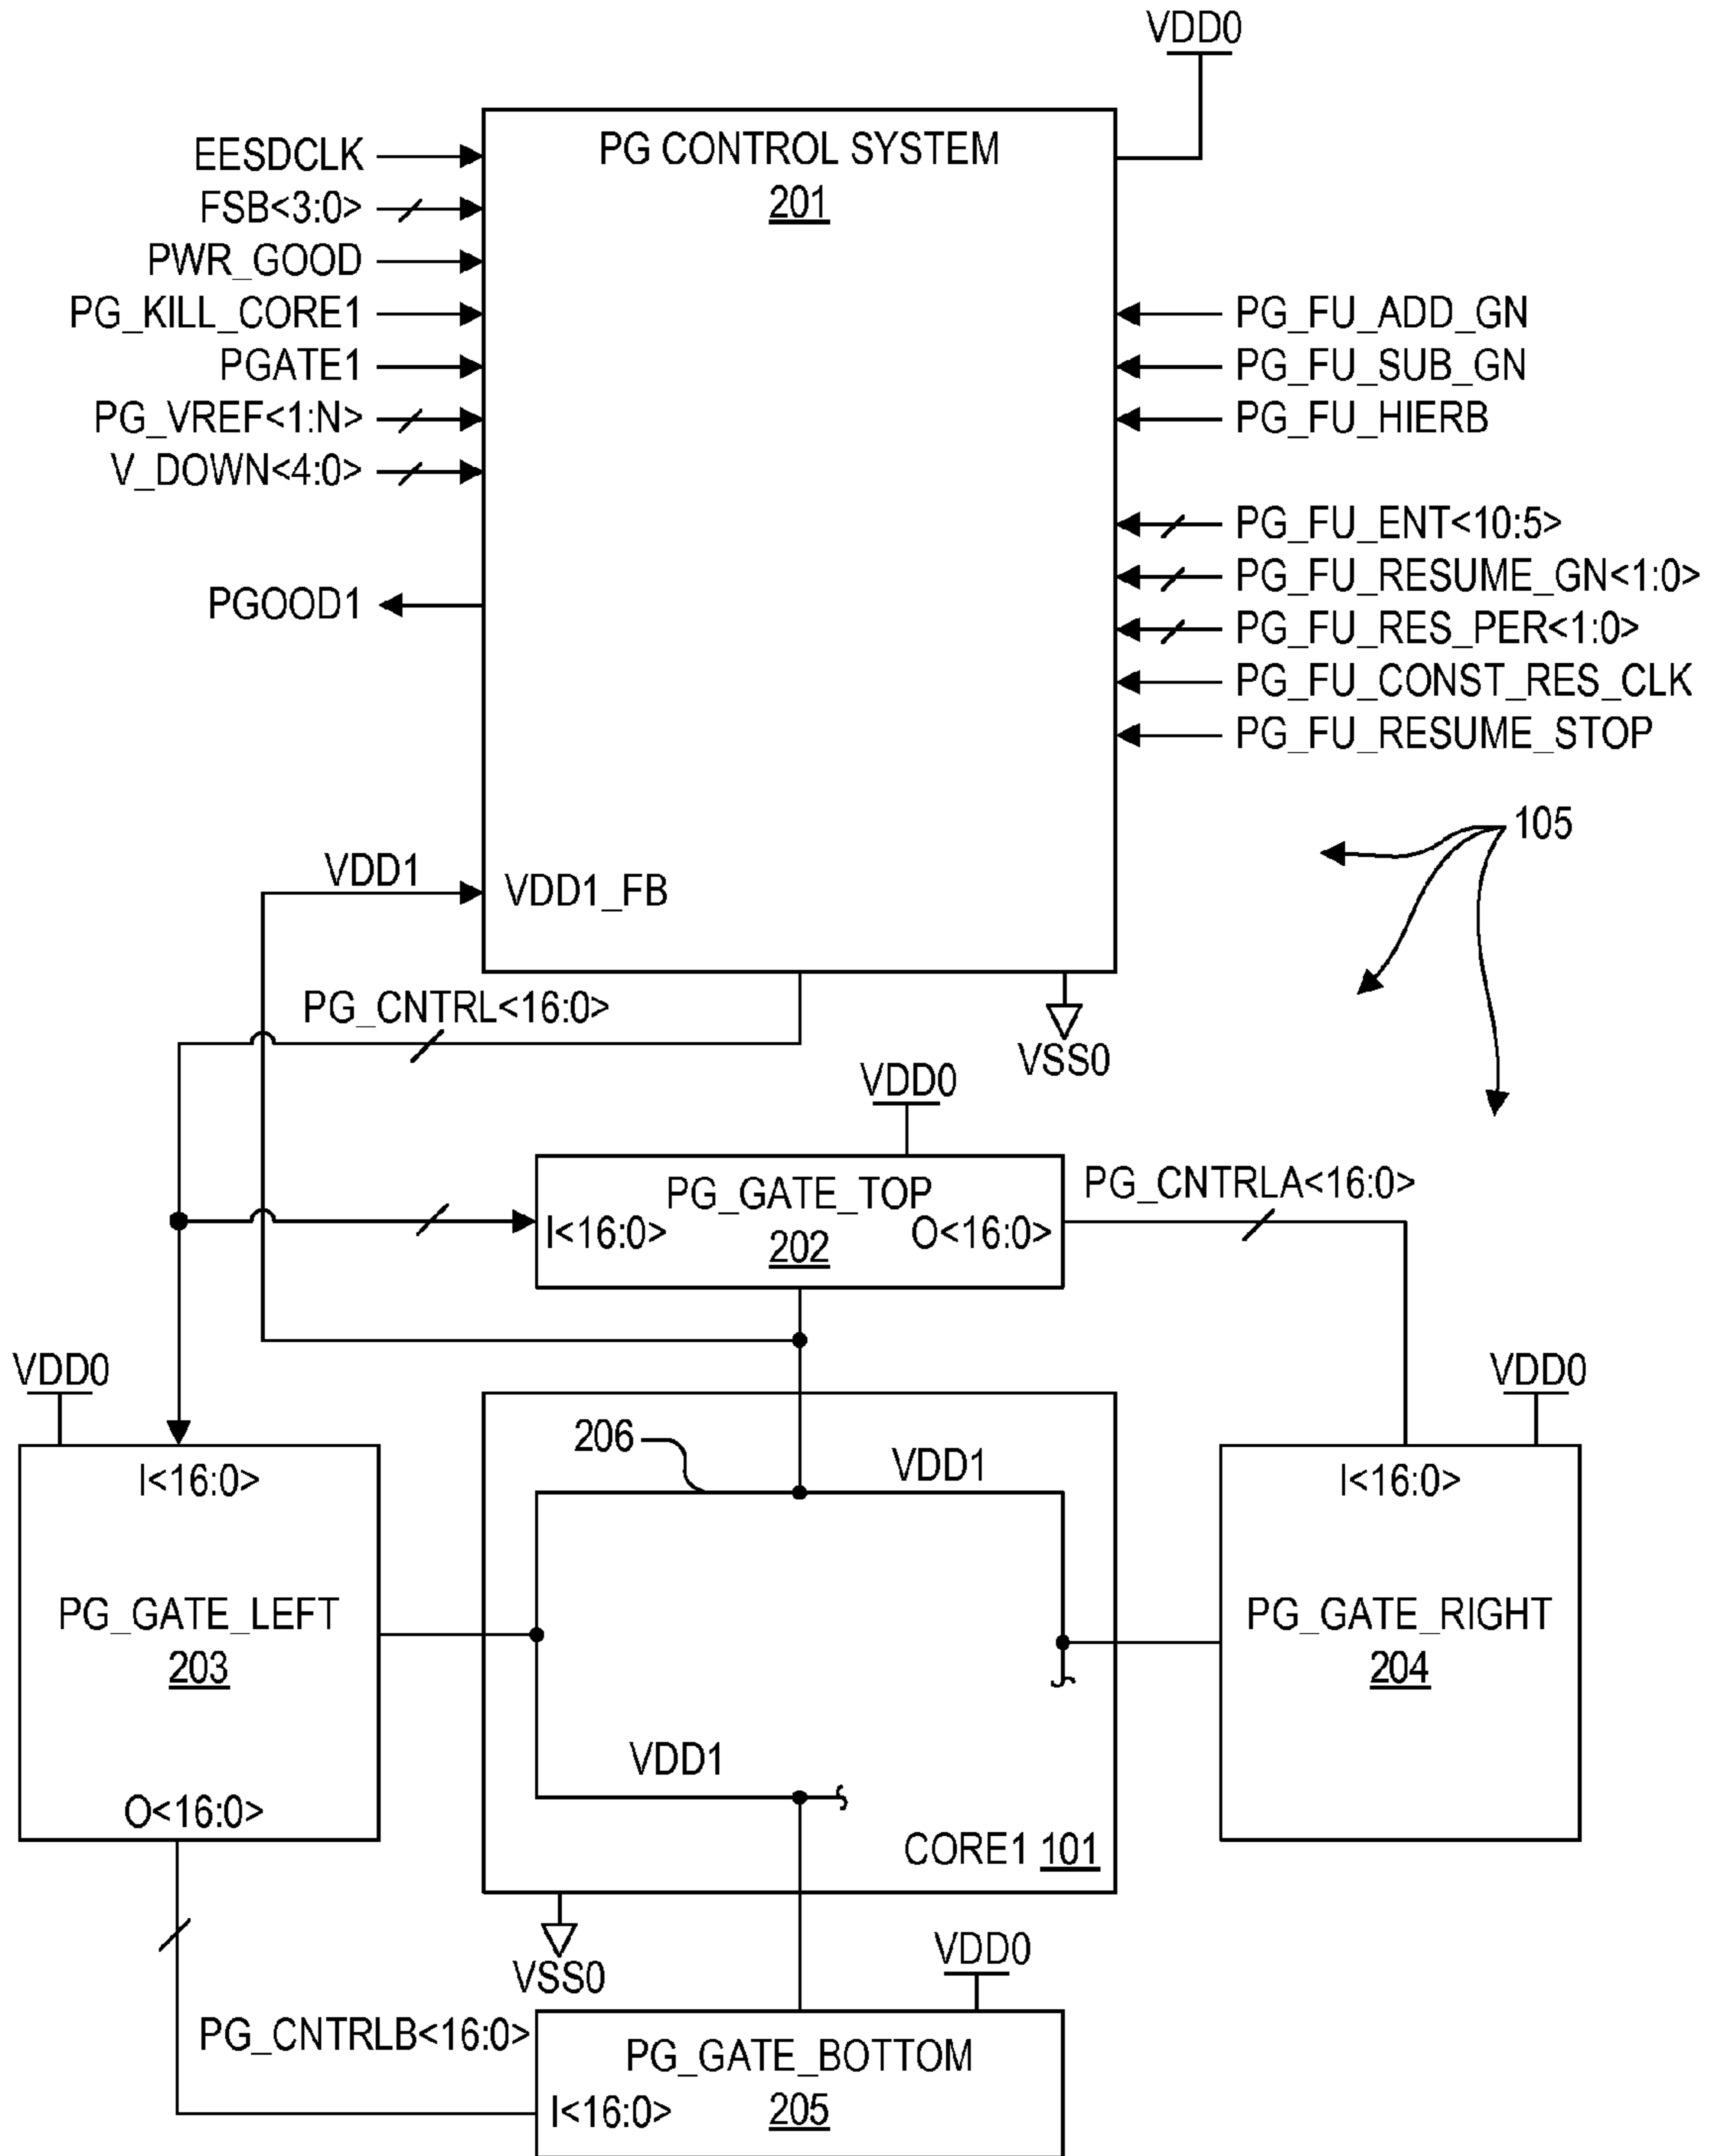 VDD0
PG CONTROL SYSTEM
201
EESDCLK
FSB<3:0>
PWR_GOOD
PG_KILL_CORE1
PGATE1
PG_VREF<1:N>
V_DOWN<4:0>
PGOOD1
PG_FU_ADD_GN
PG_FU_SUB_GN
PG_FU_HIERB
PG_FU_ENT<10:5>
PG_FU_RESUME_GN<1:0>
PG_FU_RES_PER<1:0>
PG_FU_CONST_RES_CLK
PG_FU_RESUME_STOP
105
VDD1
VDD1_FB
PG_CNTRL<16:0>
VSS0
VDD0
PG_GATE_TOP
I<16:0>
O<16:0>
202
PG_CNTRLA<16:0>
VDD0
I<16:0>
PG_GATE_LEFT
203
O<16:0>
206
VDD1
VDD1
CORE1 101
VSS0
VDD0
I<16:0>
PG_GATE_RIGHT
204
PG_CNTRLB<16:0>
VDD0
PG_GATE_BOTTOM
I<16:0>
205